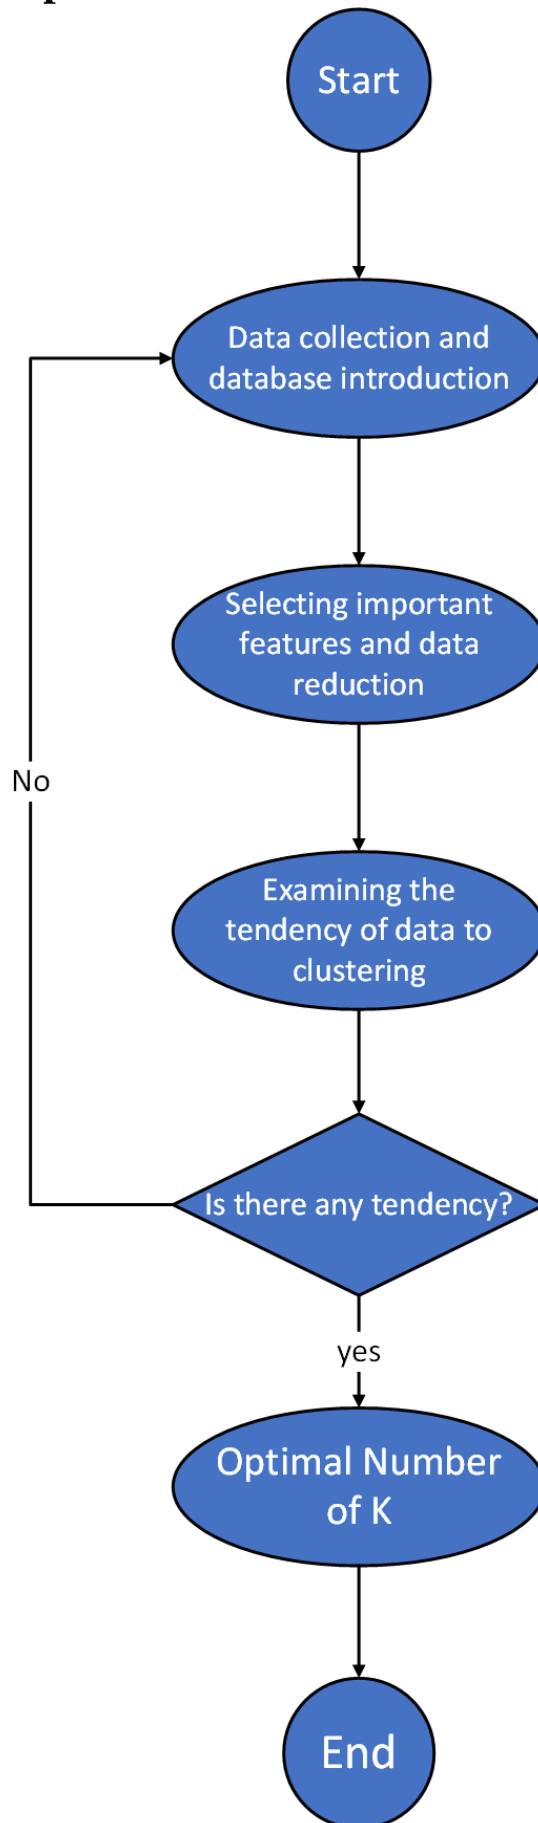 Start
Data collection and
database introduction
Selecting important
features and data
reduction
No
Examining the
tendency of data to
clustering
Is there any tendency?
yes
Optimal Number
of K
End